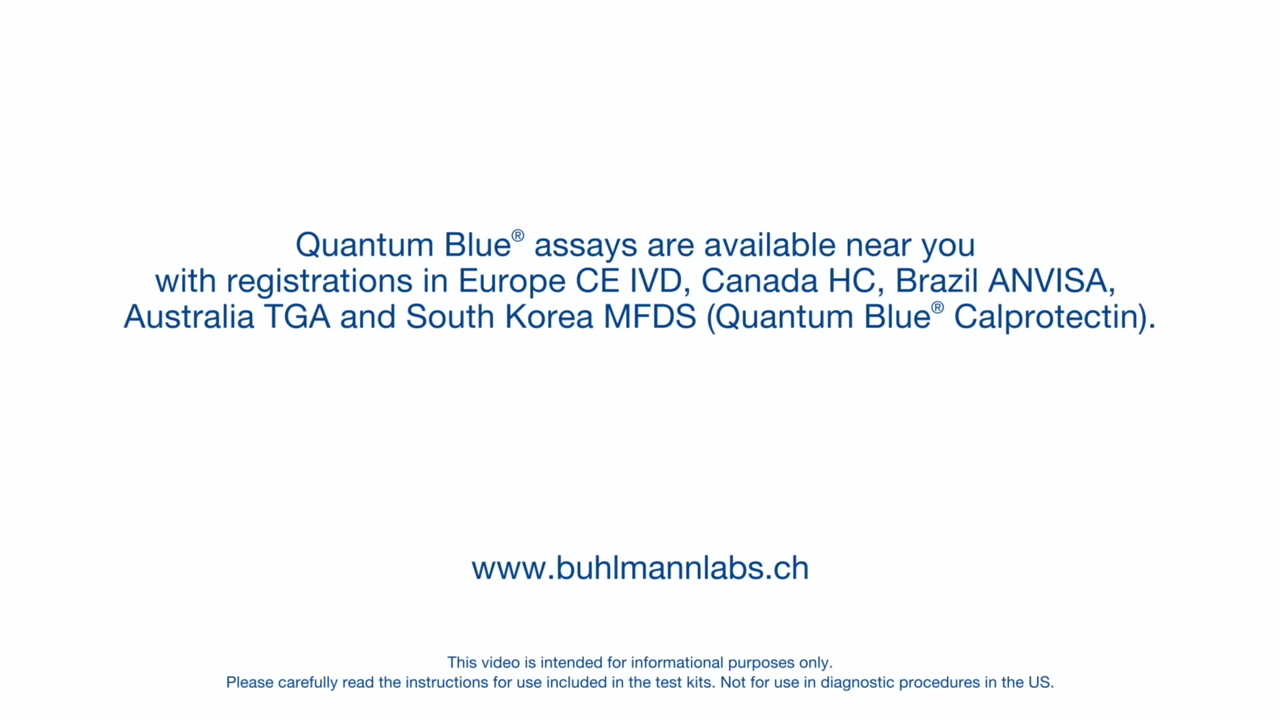 Quantum Blue® assays are available near you
with registrations in Europe CE IVD, Canada HC, Brazil ANVISA,
Australia TGA and South Korea MFDS (Quantum Blue® Calprotectin).
www.buhlmannlabs.ch
This video is intended for informational purposes only.
Please carefully read the instructions for use included in the test kits. Not for use in diagnostic procedures in the US.